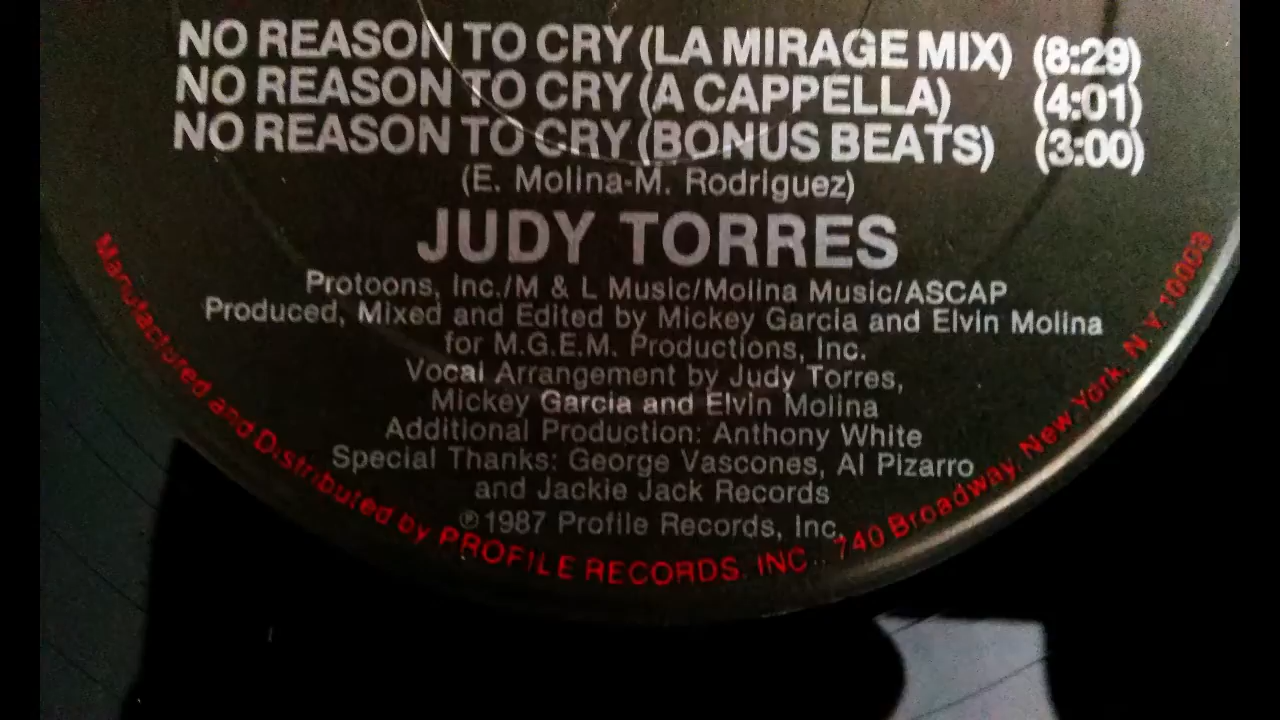 NO REASON TO CRY (LA MIRAGE MIX) (8:29)
NO REASON TO CRY (A CAPPELLA) (4:01)
NO REASON TO CRY (BONUS BEATS) (3:00)
(E. Molina-M. Rodriguez)
JUDY TORRES
Protoons, Inc./M & L Music/Molina Music/ASCAP
Produced, Mixed and Edited by Mickey Garcia and Elvin Molina
for M.G.E.M. Productions, Inc.
Vocal Arrangement by Judy Torres,
Mickey Garcia and Elvin Molina
Additional Production: Anthony White
Special Thanks: George Vascones, Al Pizarro
and Jackie Jack Records
℗1987 Profile Records, Inc.
Manufactured and Distributed by PROFILE RECORDS, INC., 740 Broadway, New York, N.Y. 10003